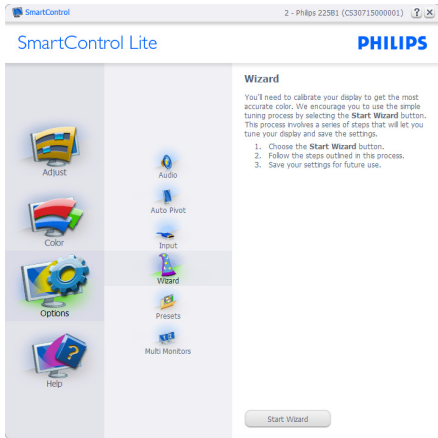 SmartControl
2 - Philips 225B1 (CS30715000001) ? X
SmartControl Lite
PHILIPS
Adjust
Color
Options
Help
Audio
Auto Pivot
Input
Wizard
Presets
Multi Monitors
Wizard
You'll need to calibrate your display to get the most
accurate color. We encourage you to use the simple
tuning process by selecting the Start Wizard button.
This process involves a series of steps that will let you
tune your display and save the settings.
1. Choose the Start Wizard button.
2. Follow the steps outlined in this process.
3. Save your settings for future use.
Start Wizard